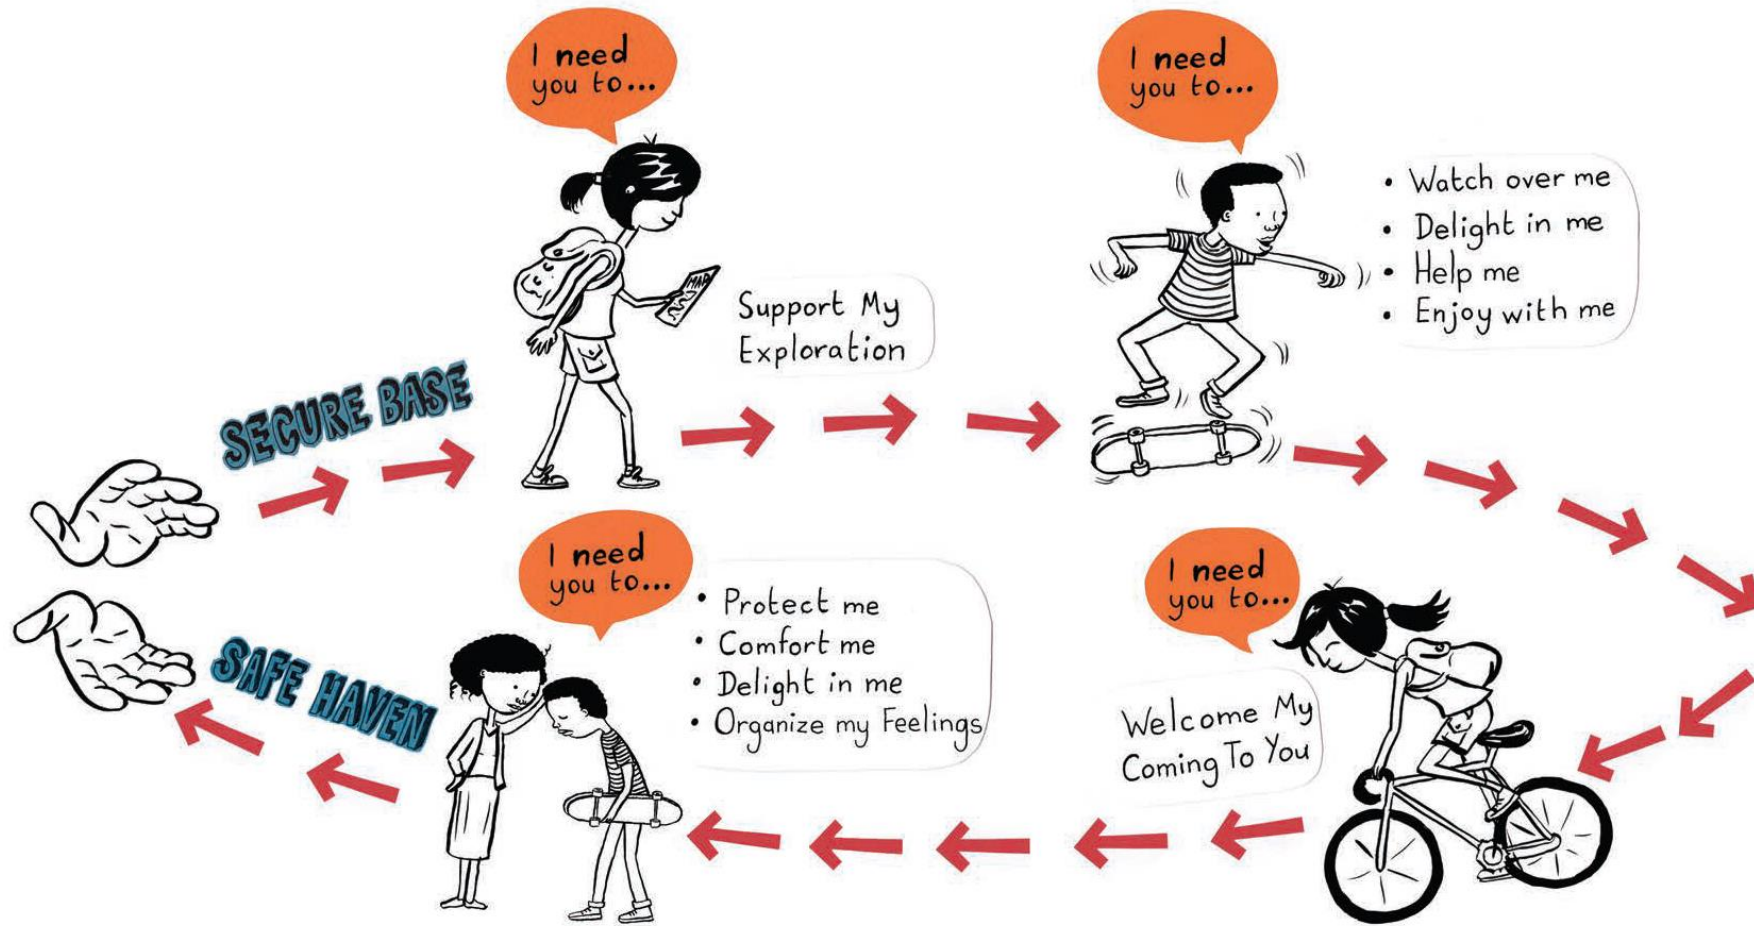 I need
you to...
I need
you to...
• Watch over me
• Delight in me
• Help me
• Enjoy with me
Support My
Exploration
SECURE BASE
MAP
I need
you to...
• Protect me
• Comfort me
• Delight in me
• Organize my Feelings
I need
you to...
Welcome My
Coming To You
SAFE HAVEN